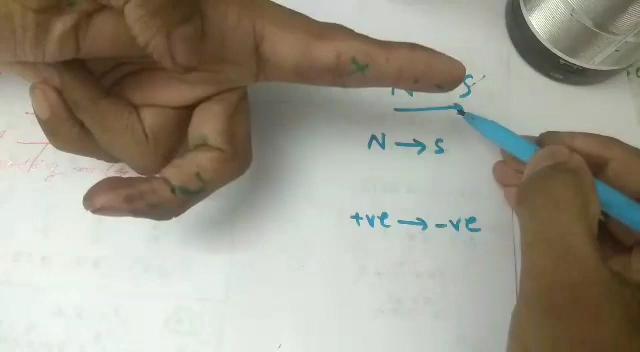 N S
N → S
+ve → -ve